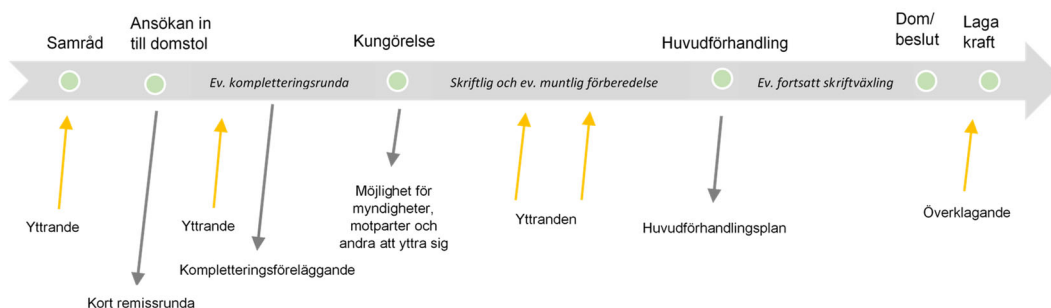 Samråd
Ansökan in
till domstol
Kungörelse
Huvudförhandling
Dom/
beslut
Laga
kraft
Ev. kompletteringsrunda
Skriftlig och ev. muntlig förberedelse
Ev. fortsatt skriftväxling
Yttrande
Yttrande
Möjlighet för
myndigheter,
motparter och
andra att yttra sig
Yttranden
Huvudförhandlingsplan
Överklagande
Kompletteringsföreläggande
Kort remissrunda